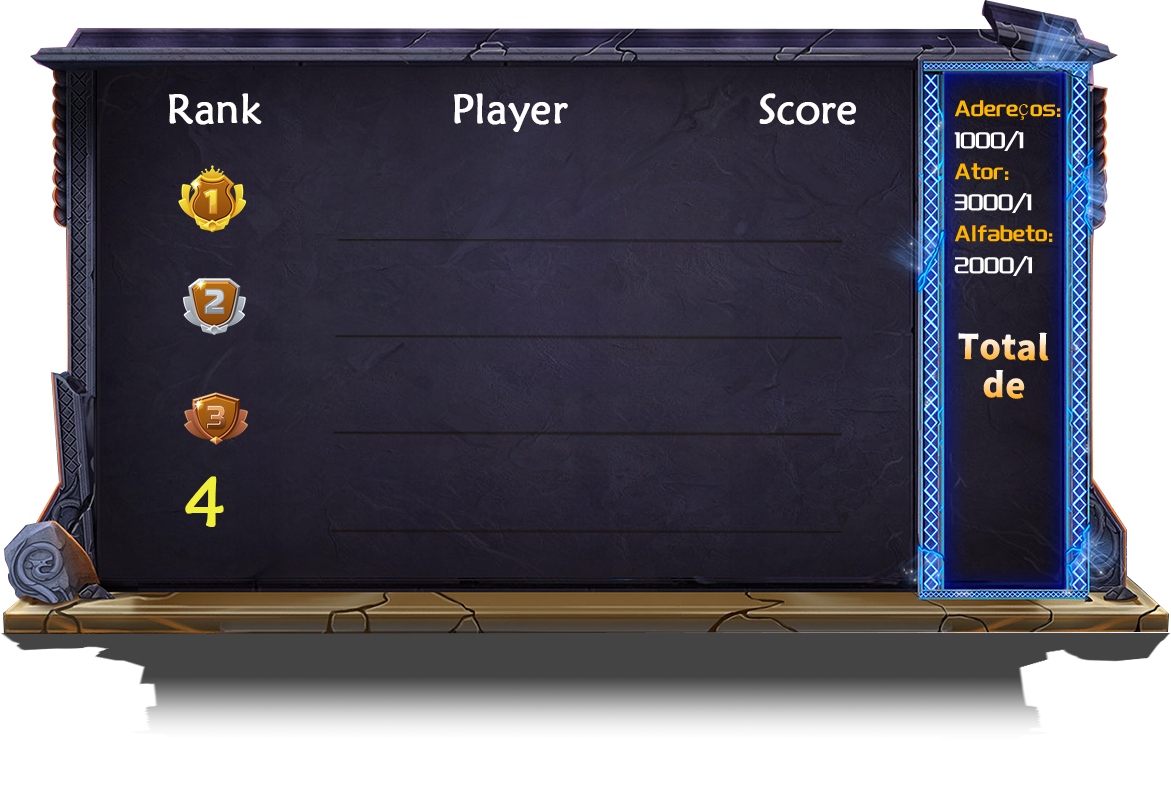 Rank Player Score
1
2
3
4
Adereços:
1000/1
Ator:
3000/1
Alfabeto:
2000/1
Total
de